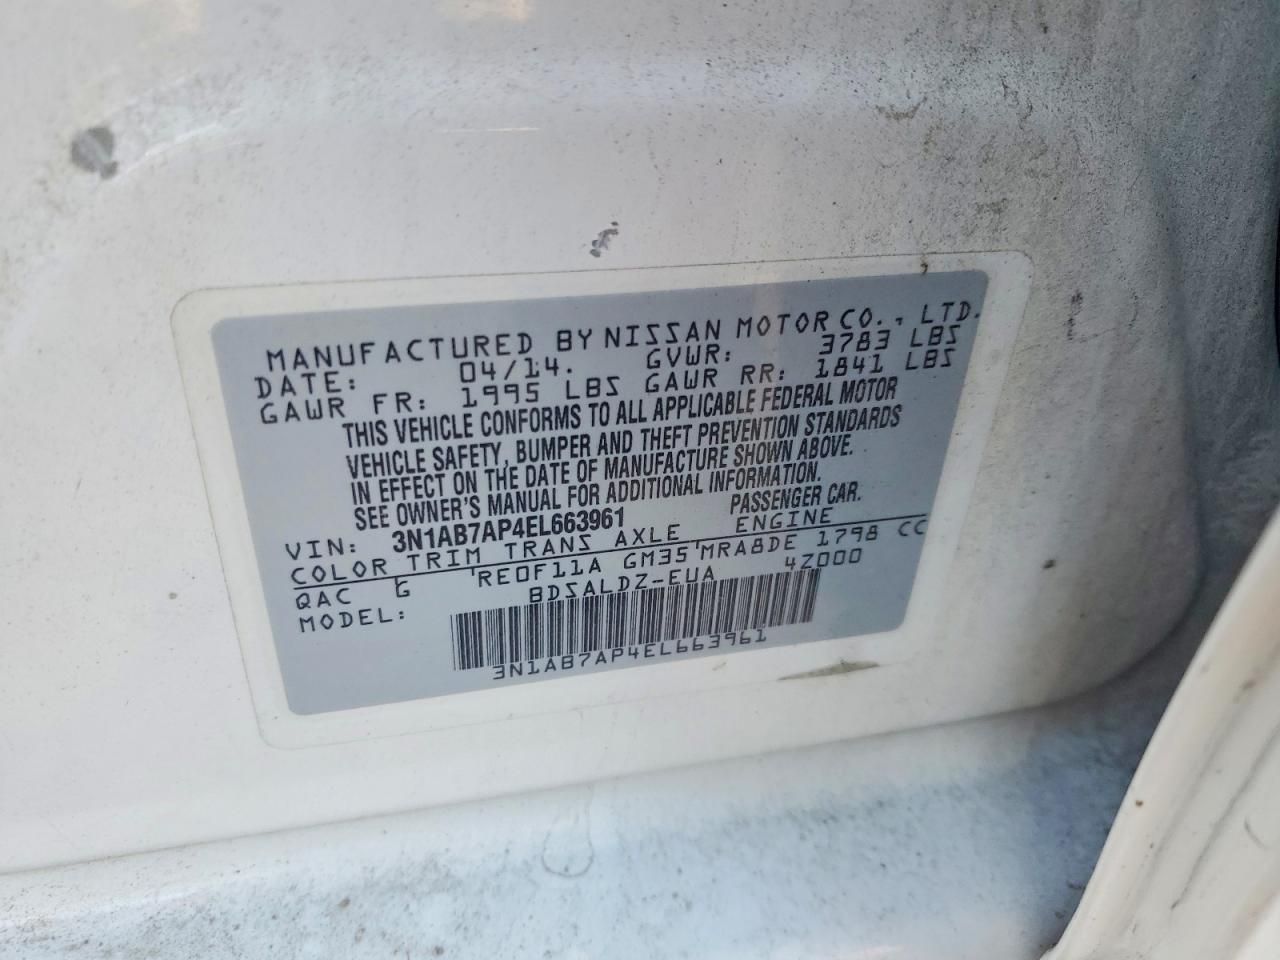 MANUFACTURED BY NISSAN MOTOR CO., LTD.
DATE: 04/14. GVWR: 3783 LBS
GAWR FR: 1995 LBS GAWR RR: 1841 LBS
THIS VEHICLE CONFORMS TO ALL APPLICABLE FEDERAL MOTOR
VEHICLE SAFETY, BUMPER AND THEFT PREVENTION STANDARDS
IN EFFECT ON THE DATE OF MANUFACTURE SHOWN ABOVE.
SEE OWNER'S MANUAL FOR ADDITIONAL INFORMATION.
VIN: 3N1AB7AP4EL663961 PASSENGER CAR.
COLOR TRIM TRANS AXLE ENGINE
QAC G RE0F11A GM35 MRA8DE 1798 CC
MODEL: BDSALDZ-EUA 4Z000
3N1AB7AP4EL663961